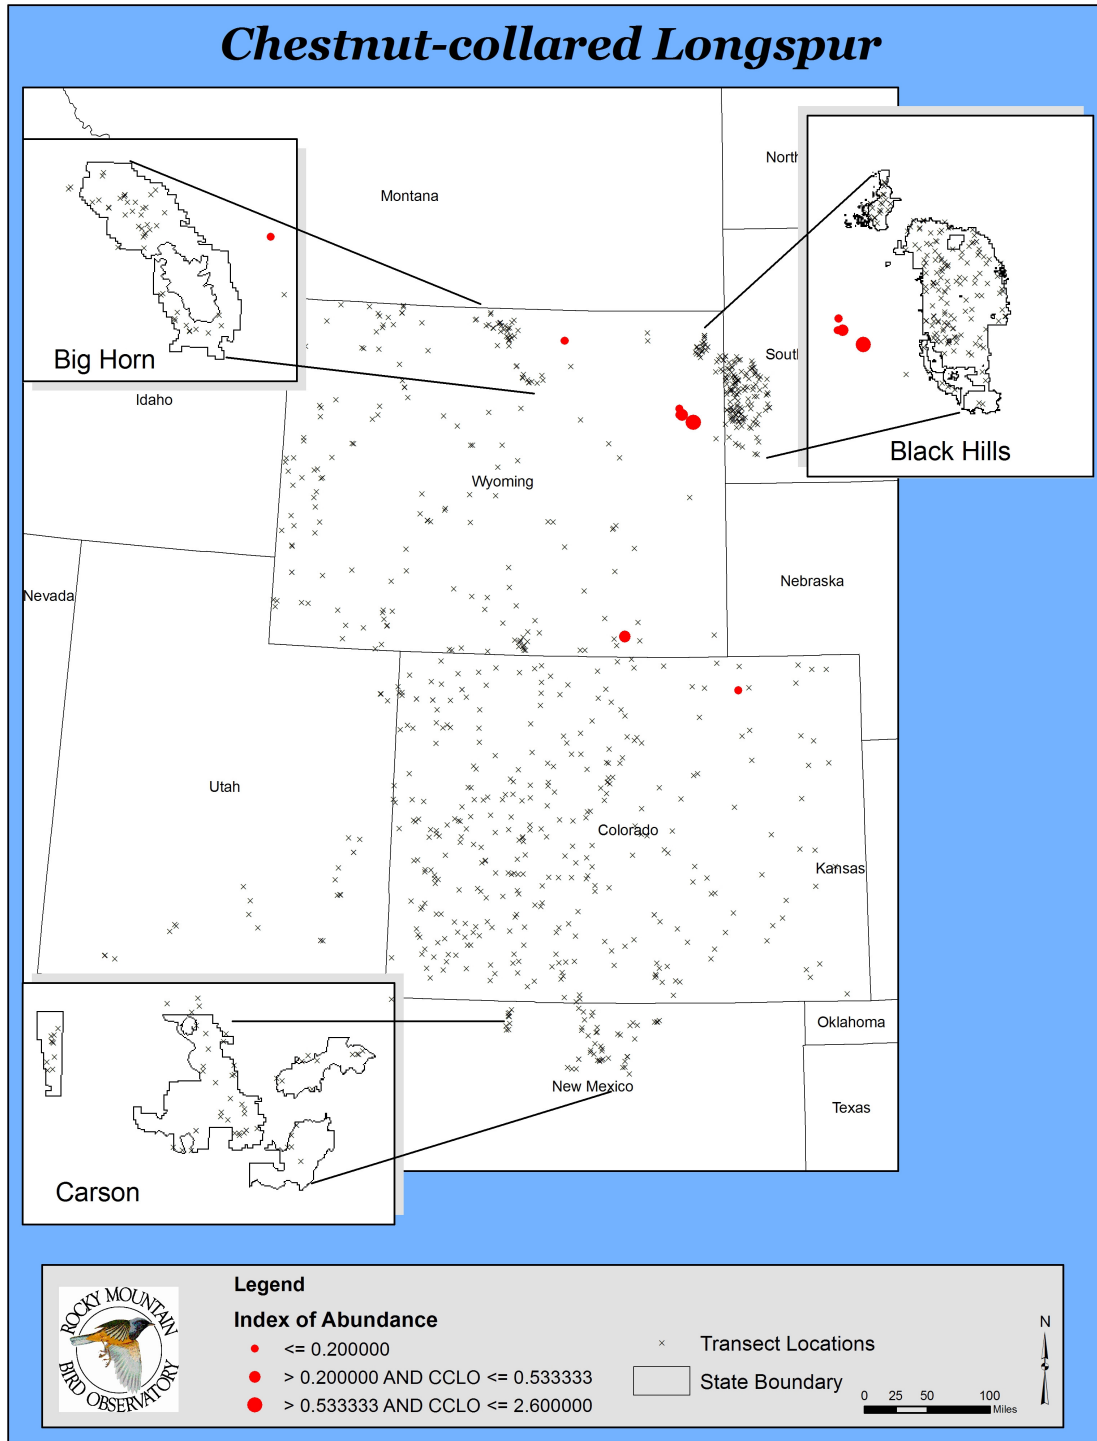 Chestnut-collared Longspur
Montana
North
Big Horn
Idaho
South
Black Hills
Wyoming
Nevada
Nebraska
Utah
Colorado
Kansas
Oklahoma
New Mexico
Texas
Carson
ROCKY MOUNTAIN
BIRD OBSERVATORY
Legend
Index of Abundance
<= 0.200000
> 0.200000 AND CCLO <= 0.533333
> 0.533333 AND CCLO <= 2.600000
Transect Locations
State Boundary
N
0 25 50 100
Miles